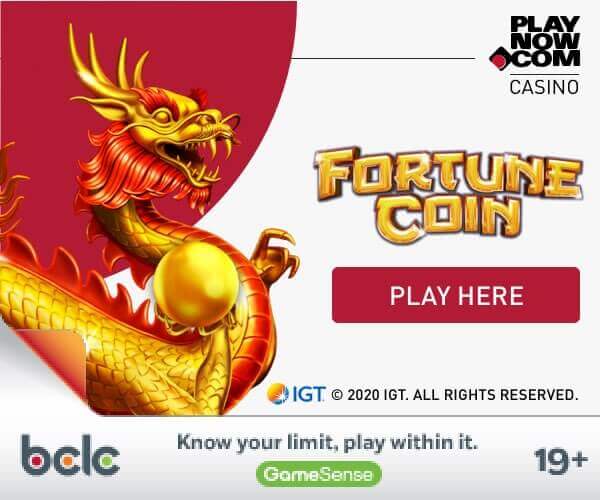 PLAY
NOW
.COM
CASINO
FORTUNE
COIN
PLAY HERE
IGT © 2020 IGT. ALL RIGHTS RESERVED.
bclc
Know your limit, play within it.
GameSense
19+